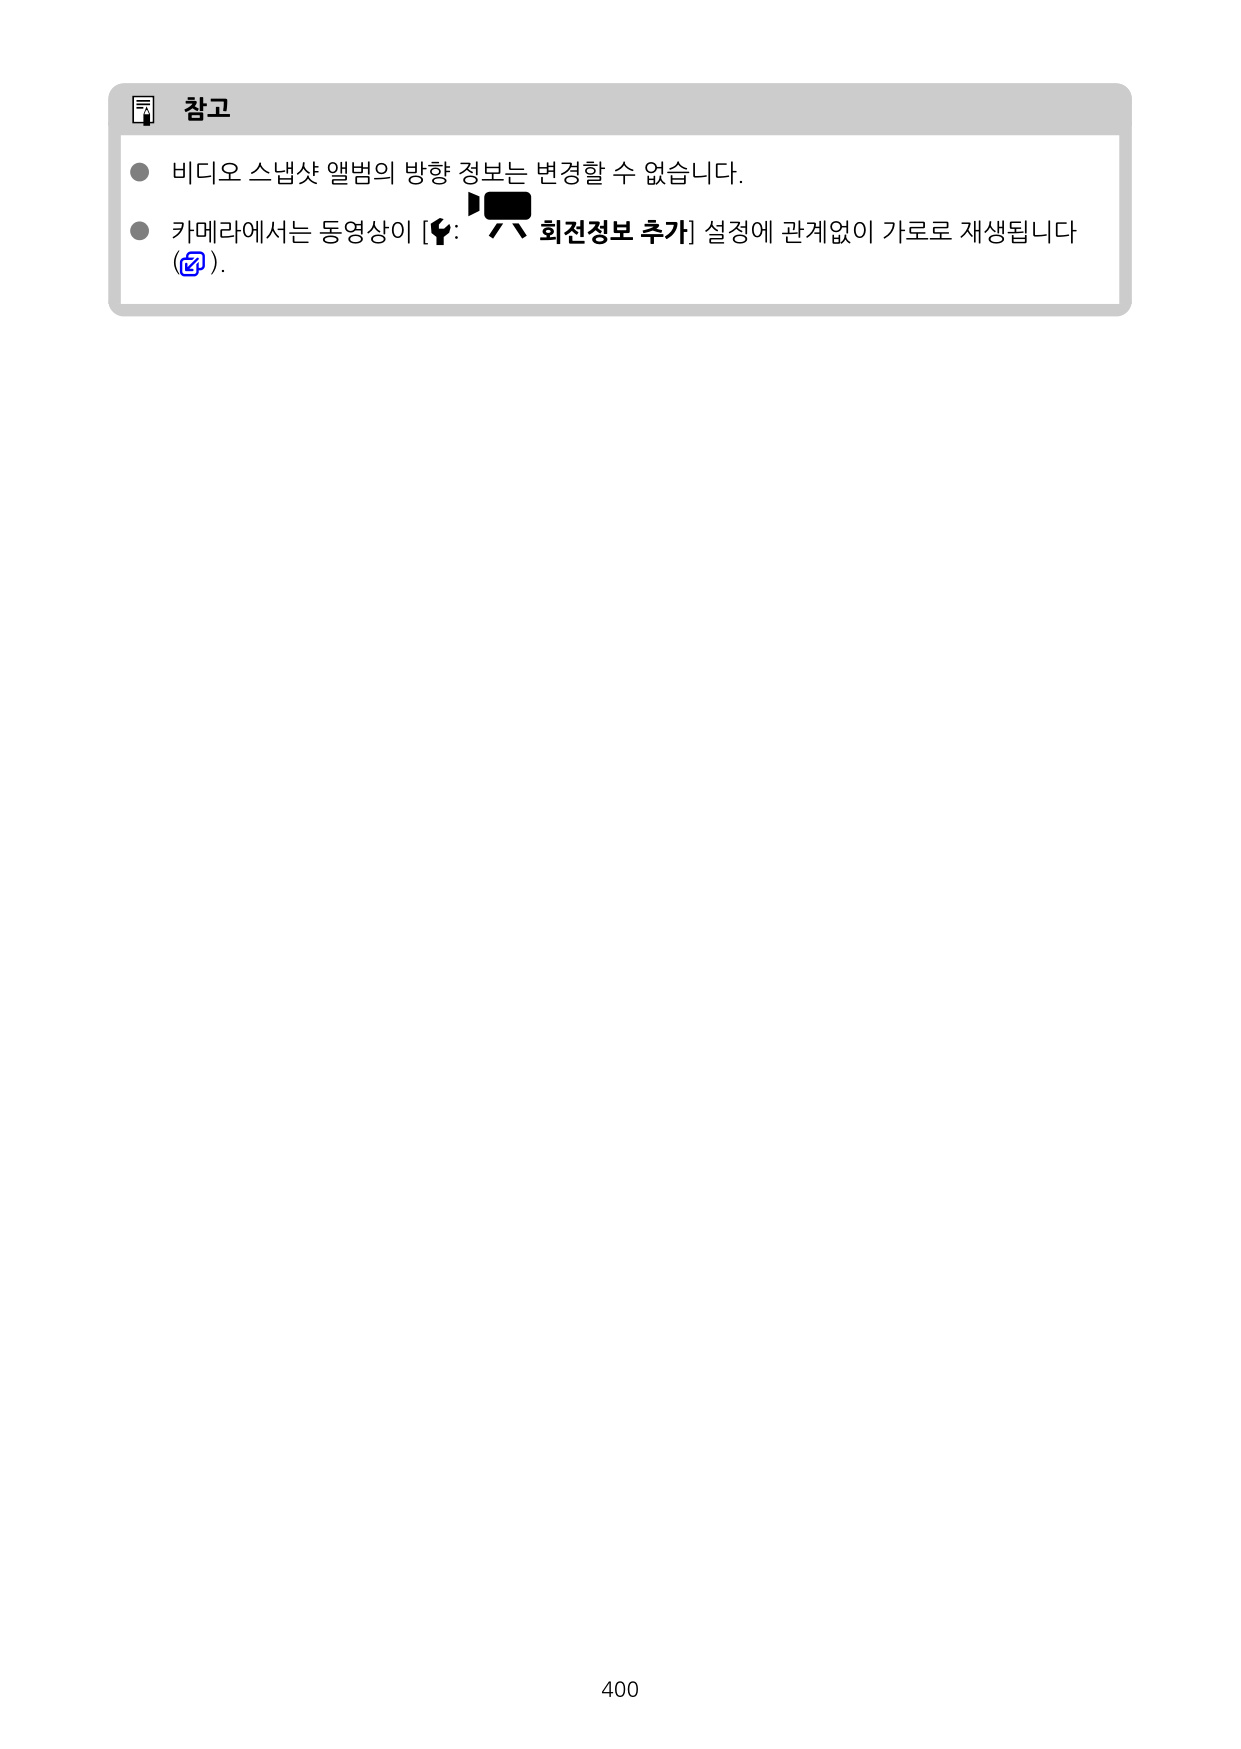 참고
비디오 스냅샷 앨범의 방향 정보는 변경할 수 없습니다.
카메라에서는 동영상이 [: 회전정보 추가] 설정에 관계없이 가로로 재생됩니다
( ).
400